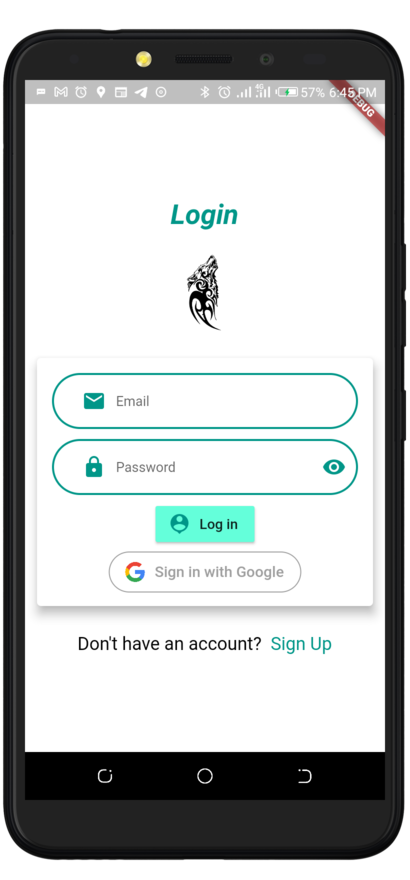 4G 57% 6:45 PM
DEBUG
Login
Email
Password
Log in
Sign in with Google
Don't have an account? Sign Up